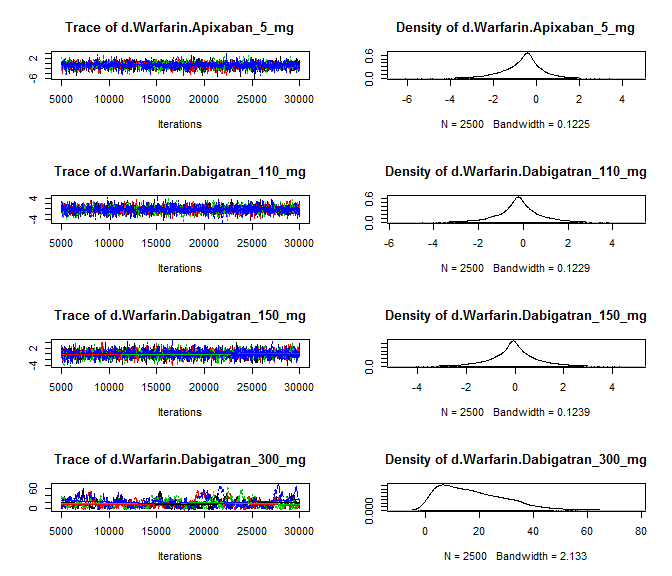 Trace of d.Warfarin.Apixaban_5_mg
2
-6
5000 10000 15000 20000 25000 30000
Iterations
Density of d.Warfarin.Apixaban_5_mg
0.6
0.0
-6 -4 -2 0 2 4
N = 2500 Bandwidth = 0.1225
Trace of d.Warfarin.Dabigatran_110_mg
4
-4
5000 10000 15000 20000 25000 30000
Iterations
Density of d.Warfarin.Dabigatran_110_mg
0.6
0.0
-6 -4 -2 0 2 4
N = 2500 Bandwidth = 0.1229
Trace of d.Warfarin.Dabigatran_150_mg
2
-4
5000 10000 15000 20000 25000 30000
Iterations
Density of d.Warfarin.Dabigatran_150_mg
0.0
-4 -2 0 2 4
N = 2500 Bandwidth = 0.1239
Trace of d.Warfarin.Dabigatran_300_mg
60
0
5000 10000 15000 20000 25000 30000
Iterations
Density of d.Warfarin.Dabigatran_300_mg
0.000
0 20 40 60 80
N = 2500 Bandwidth = 2.133